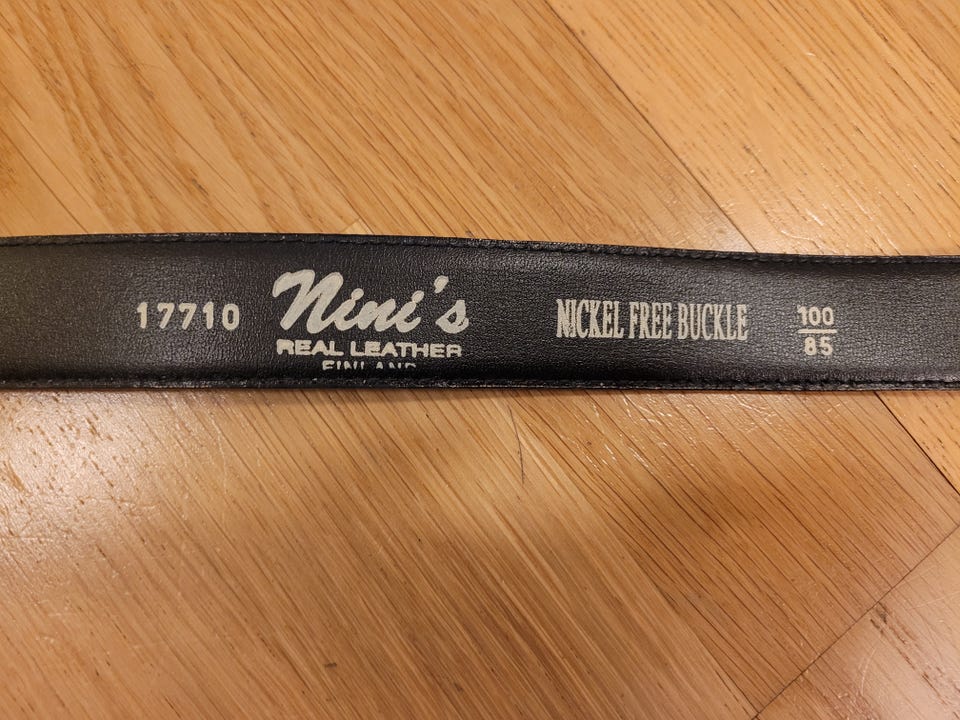 17710
Nini's
REAL LEATHER
FINLAND
NICKEL FREE BUCKLE
100
85